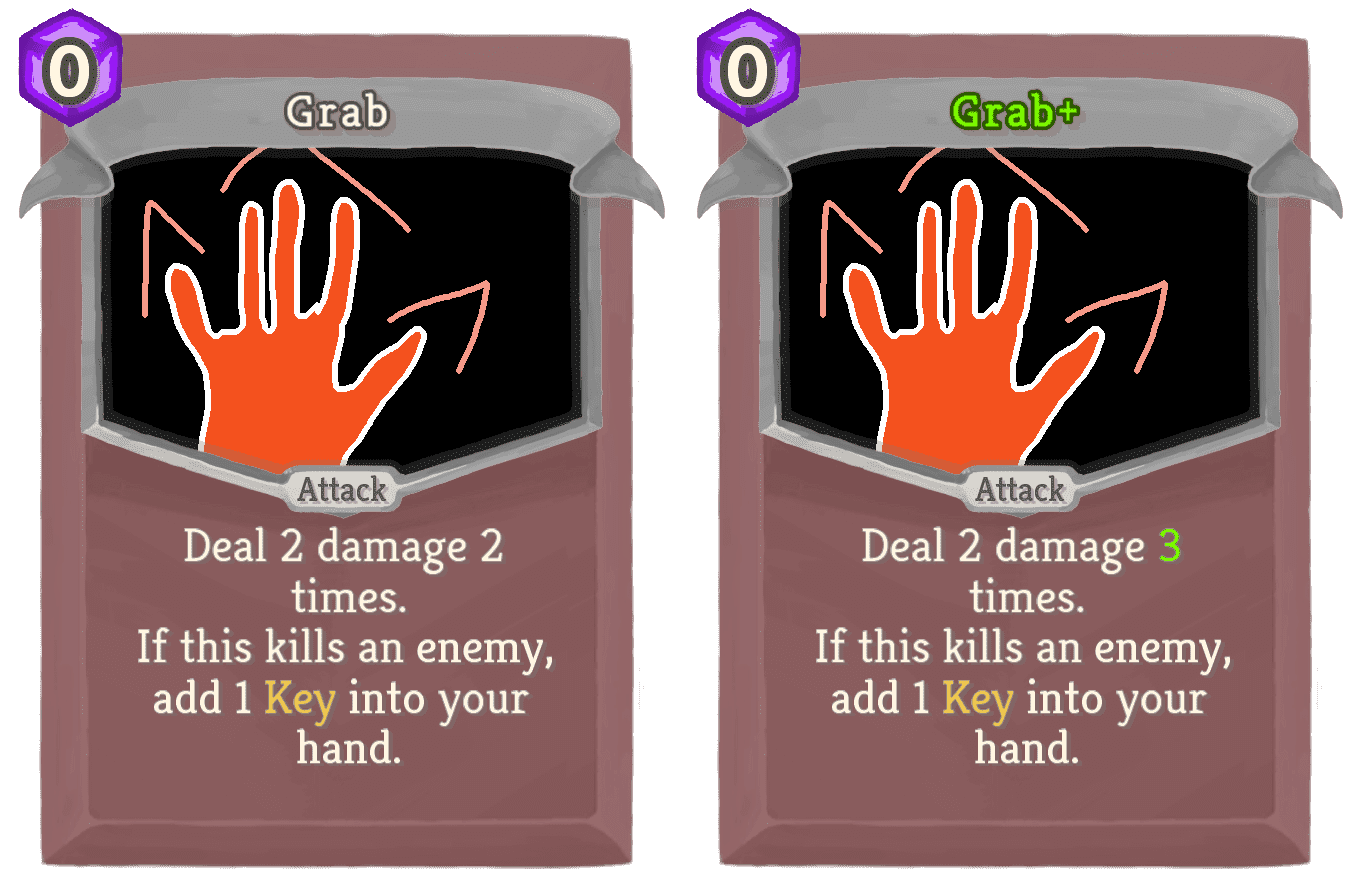 0
Grab
Attack
Deal 2 damage 2
times.
If this kills an enemy,
add 1 Key into your
hand.
0
Grab+
Attack
Deal 2 damage 3
times.
If this kills an enemy,
add 1 Key into your
hand.